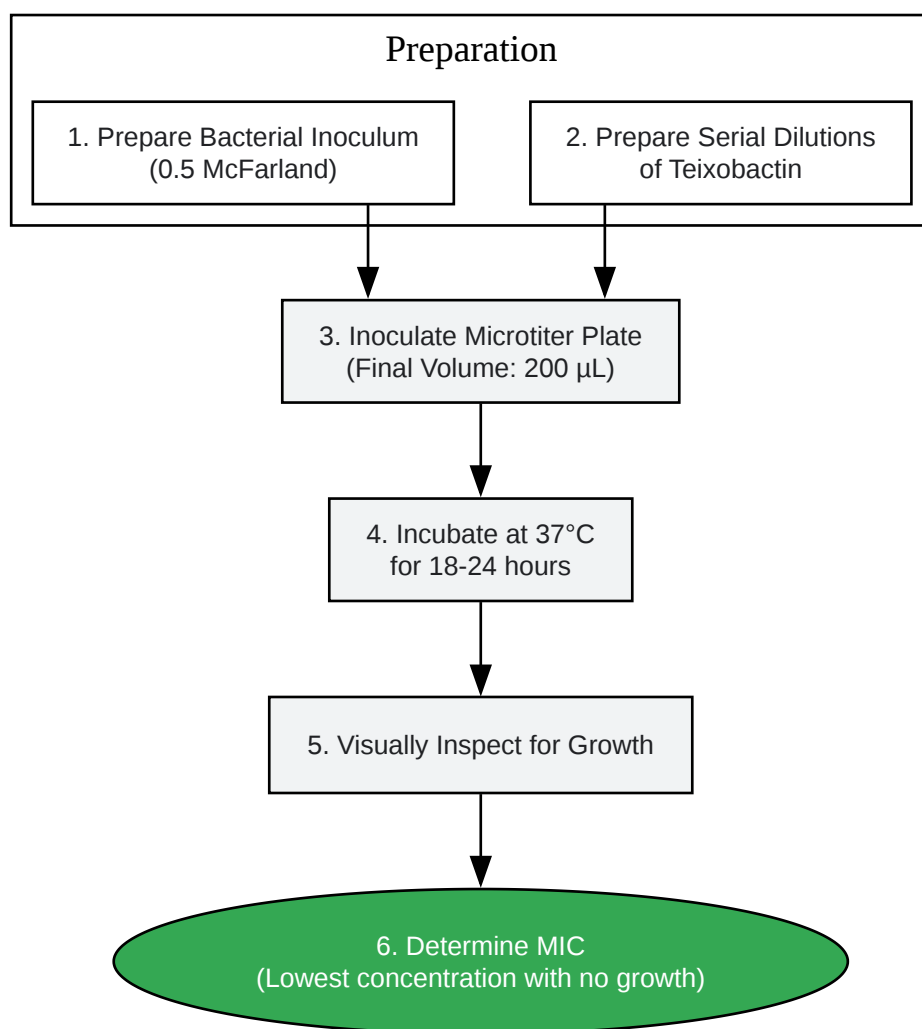 Preparation
1. Prepare Bacterial Inoculum
(0.5 McFarland)
2. Prepare Serial Dilutions
of Teixobactin
3. Inoculate Microtiter Plate
(Final Volume: 200 µL)
4. Incubate at 37°C
for 18-24 hours
5. Visually Inspect for Growth
6. Determine MIC
(Lowest concentration with no growth)